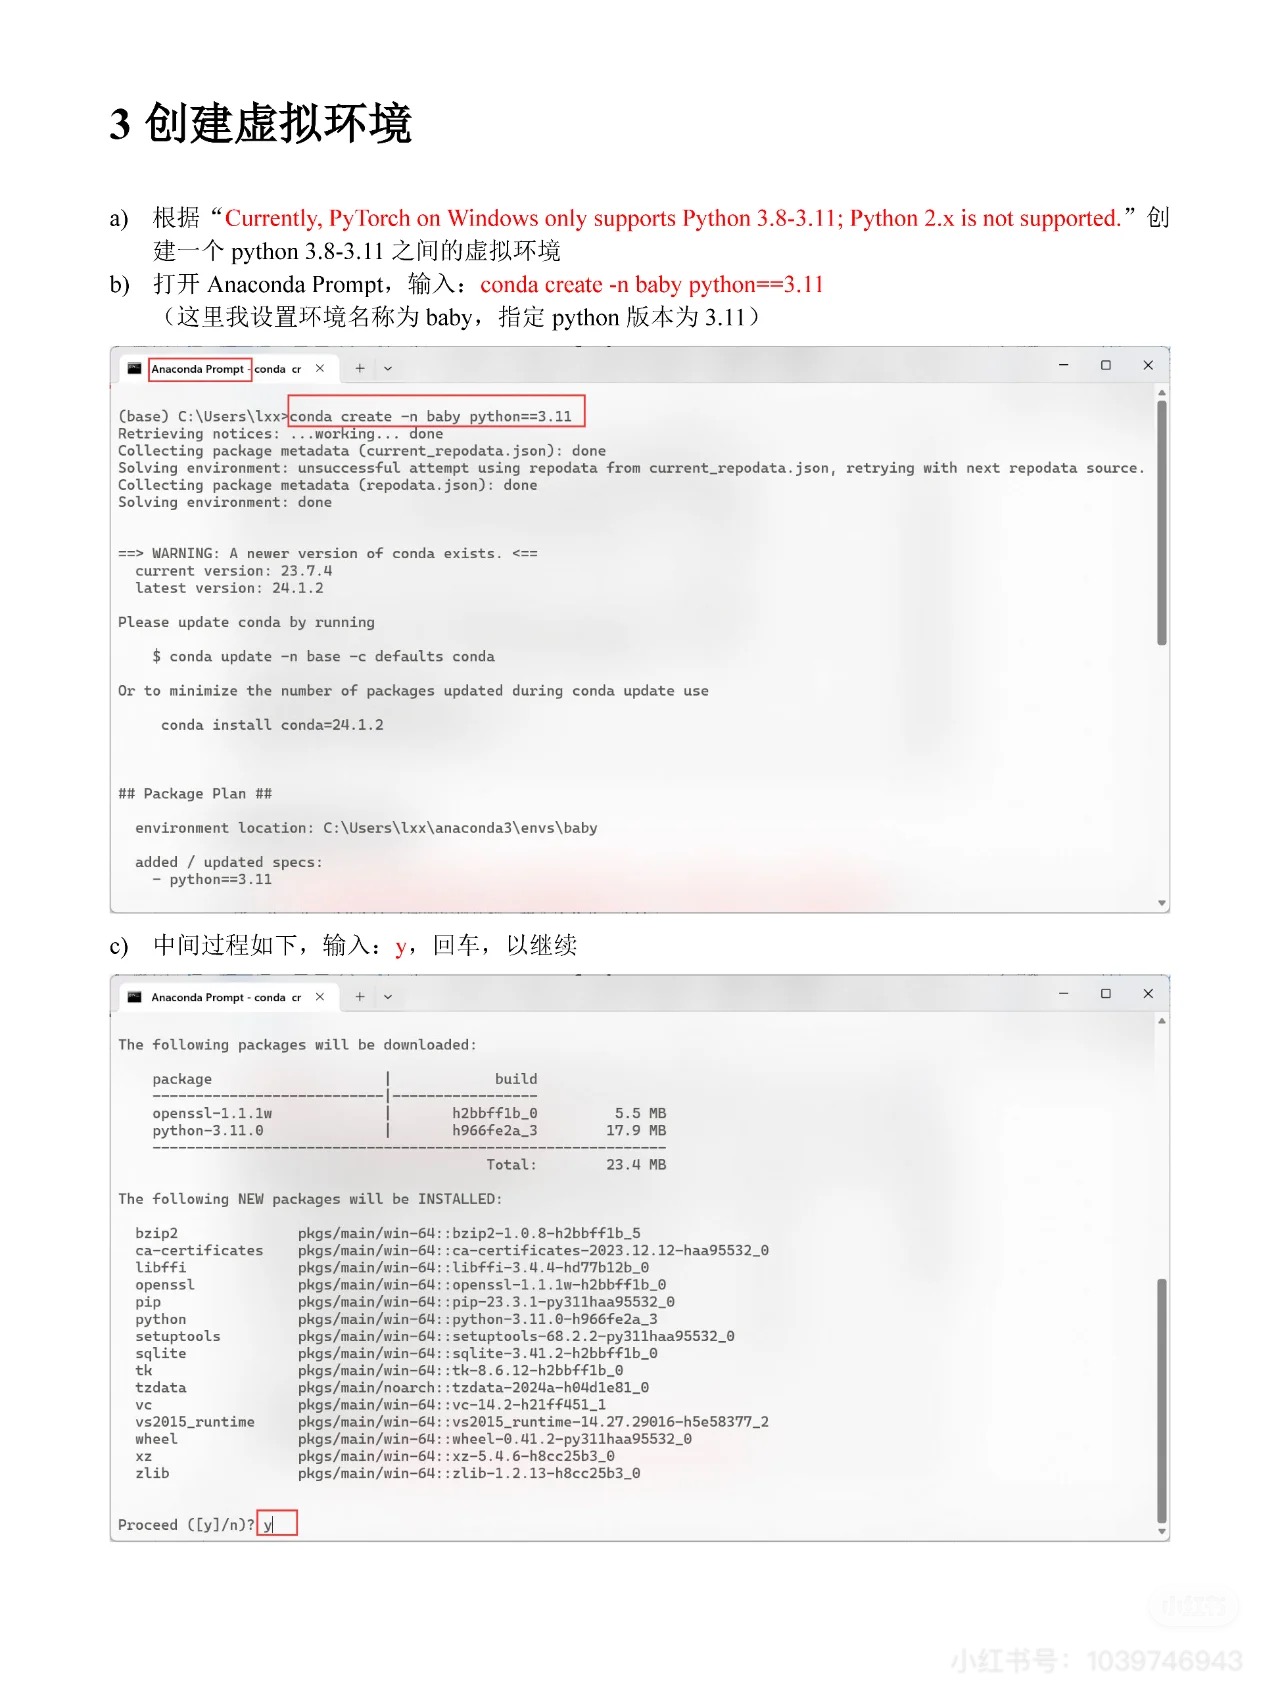 3 创建虚拟环境
a) 根据“Currently, PyTorch on Windows only supports Python 3.8-3.11; Python 2.x is not supported.”创
建一个 python 3.8-3.11 之间的虚拟环境
b) 打开 Anaconda Prompt，输入：conda create -n baby python==3.11
（这里我设置环境名称为 baby，指定 python 版本为 3.11）
Anaconda Prompt - conda cr
(base) C:\Users\lxx>conda create -n baby python==3.11
Retrieving notices: ...working... done
Collecting package metadata (current_repodata.json): done
Solving environment: unsuccessful attempt using repodata from current_repodata.json, retrying with next repodata source.
Collecting package metadata (repodata.json): done
Solving environment: done
==> WARNING: A newer version of conda exists. <==
current version: 23.7.4
latest version: 24.1.2
Please update conda by running
$ conda update -n base -c defaults conda
Or to minimize the number of packages updated during conda update use
conda install conda=24.1.2
## Package Plan ##
environment location: C:\Users\lxx\anaconda3\envs\baby
added / updated specs:
- python==3.11
c) 中间过程如下，输入：y，回车，以继续
Anaconda Prompt - conda cr
The following packages will be downloaded:
package | build
---------------------------|-----------------
openssl-1.1.1w | h2bbff1b_0 5.5 MB
python-3.11.0 | h966fe2a_3 17.9 MB
------------------------------------------------------------
Total: 23.4 MB
The following NEW packages will be INSTALLED:
bzip2 pkgs/main/win-64::bzip2-1.0.8-h2bbff1b_5
ca-certificates pkgs/main/win-64::ca-certificates-2023.12.12-haa95532_0
libffi pkgs/main/win-64::libffi-3.4.4-hd77b12b_0
openssl pkgs/main/win-64::openssl-1.1.1w-h2bbff1b_0
pip pkgs/main/win-64::pip-23.3.1-py311haa95532_0
python pkgs/main/win-64::python-3.11.0-h966fe2a_3
setuptools pkgs/main/win-64::setuptools-68.2.2-py311haa95532_0
sqlite pkgs/main/win-64::sqlite-3.41.2-h2bbff1b_0
tk pkgs/main/win-64::tk-8.6.12-h2bbff1b_0
tzdata pkgs/main/noarch::tzdata-2024a-h04d1e81_0
vc pkgs/main/win-64::vc-14.2-h21ff451_1
vs2015_runtime pkgs/main/win-64::vs2015_runtime-14.27.29016-h5e58377_2
wheel pkgs/main/win-64::wheel-0.41.2-py311haa95532_0
xz pkgs/main/win-64::xz-5.4.6-h8cc25b3_0
zlib pkgs/main/win-64::zlib-1.2.13-h8cc25b3_0
Proceed ([y]/n)? y
小红书
小红书号：1039746943